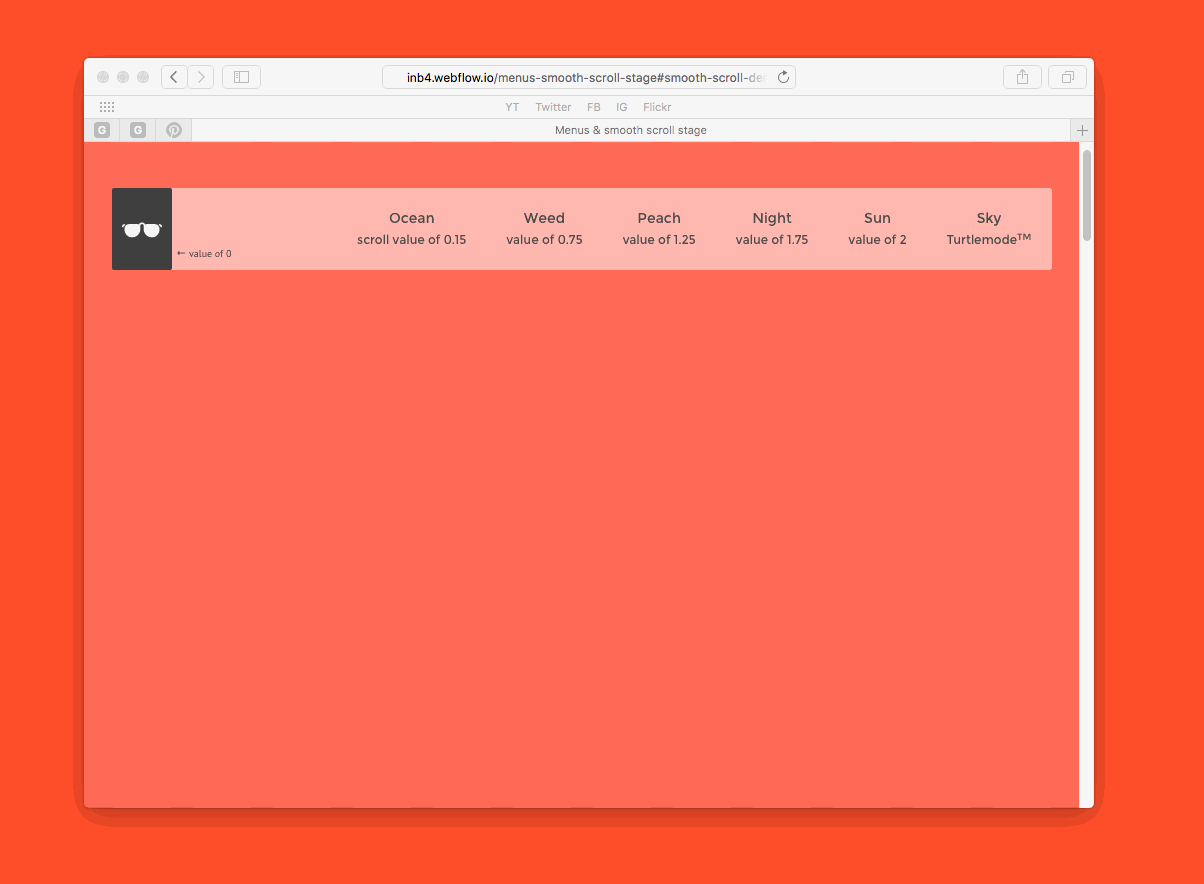 inb4.webflow.io/menus-smooth-scroll-stage#smooth-scroll-de
YT Twitter FB IG Flickr
G G Menus & smooth scroll stage
Ocean Weed Peach Night Sun Sky
scroll value of 0.15 value of 0.75 value of 1.25 value of 1.75 value of 2 Turtlemode™
← value of 0